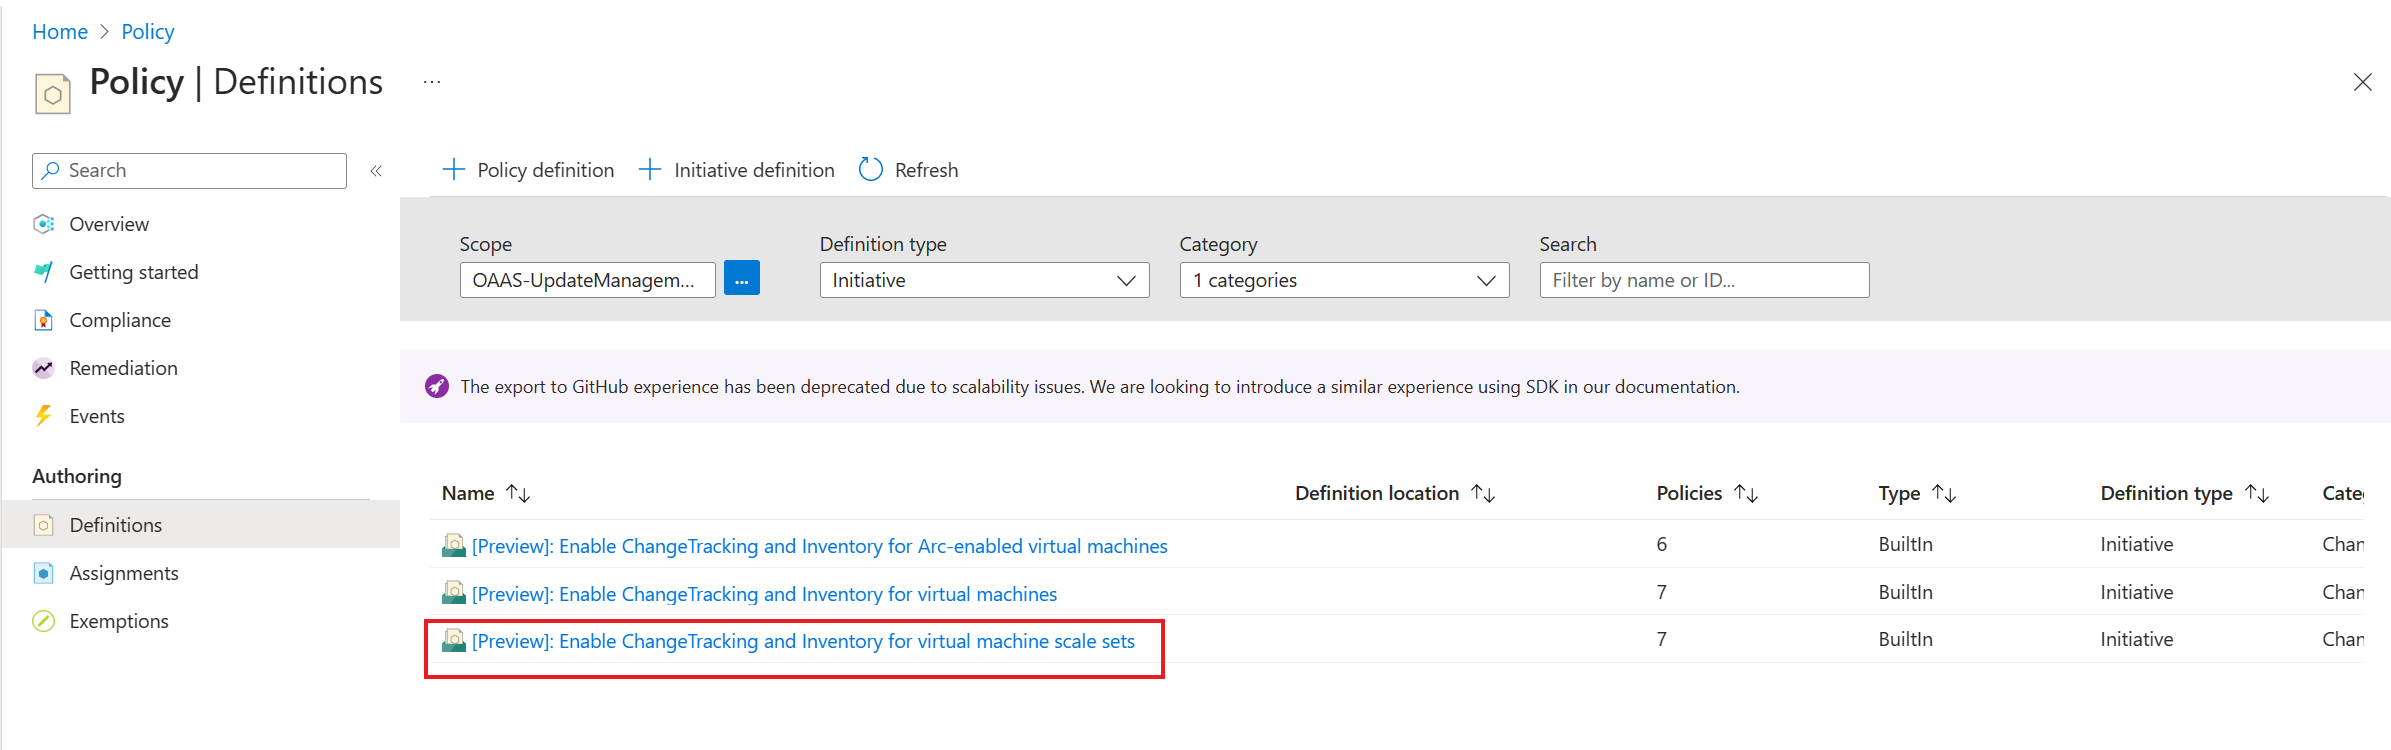 Home > Policy
Policy | Definitions ...
Search «
Overview
Getting started
Compliance
Remediation
Events
Authoring
Definitions
Assignments
Exemptions
+ Policy definition + Initiative definition Refresh
Scope Definition type Category Search
OAAS-UpdateManagem... ... Initiative 1 categories Filter by name or ID...
The export to GitHub experience has been deprecated due to scalability issues. We are looking to introduce a similar experience using SDK in our documentation.
Name ↑↓ Definition location ↑↓ Policies ↑↓ Type ↑↓ Definition type ↑↓ Cate
[Preview]: Enable ChangeTracking and Inventory for Arc-enabled virtual machines 6 BuiltIn Initiative Chan
[Preview]: Enable ChangeTracking and Inventory for virtual machines 7 BuiltIn Initiative Chan
[Preview]: Enable ChangeTracking and Inventory for virtual machine scale sets 7 BuiltIn Initiative Chan